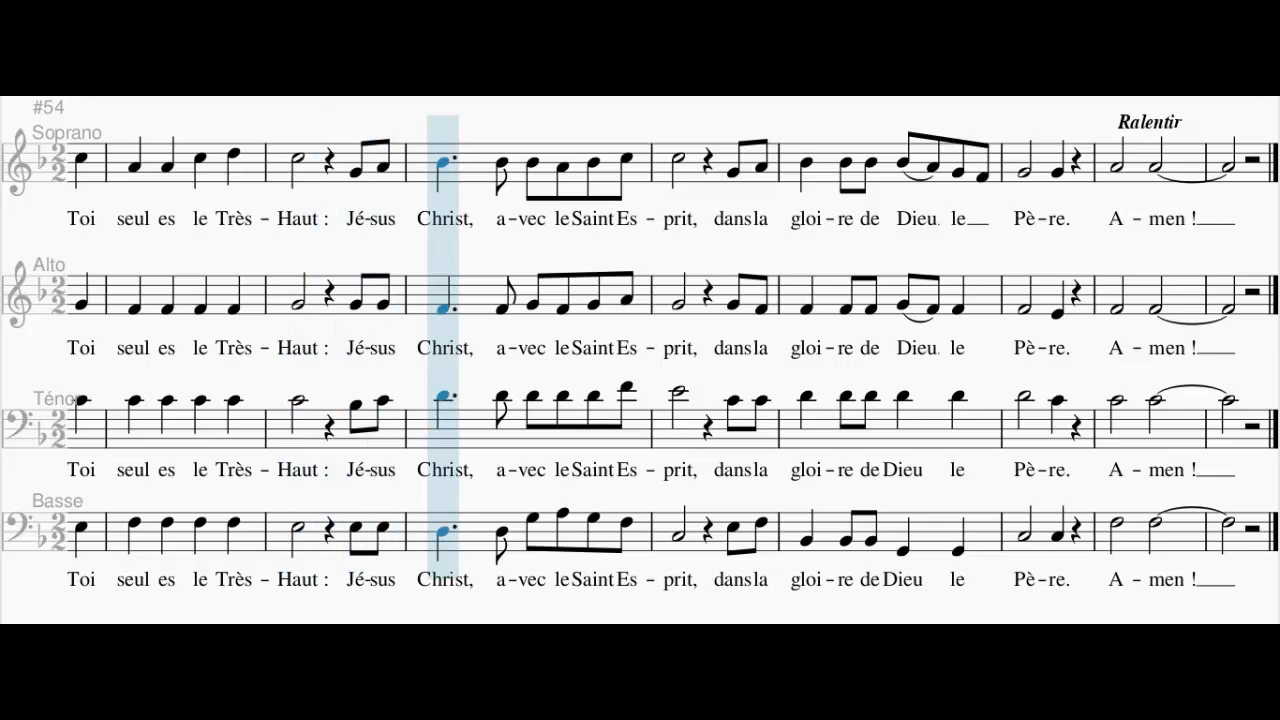 #54
Soprano
Ralentir
Toi seul es le Très - Haut : Jé-sus Christ, a-vec le Saint Es - prit, dans la gloi-re de Dieu le Pè-re. A - men !
Alto
Toi seul es le Très - Haut : Jé-sus Christ, a-vec le Saint Es - prit, dans la gloi-re de Dieu le Pè-re. A - men !
Ténor
Toi seul es le Très - Haut : Jé-sus Christ, a-vec le Saint Es - prit, dans la gloi-re de Dieu le Pè-re. A - men !
Basse
Toi seul es le Très - Haut : Jé-sus Christ, a-vec le Saint Es - prit, dans la gloi-re de Dieu le Pè-re. A - men !